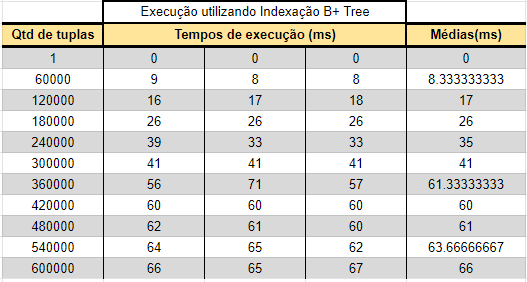 Execução utilizando Indexação B+ Tree
Qtd de tuplas Tempos de execução (ms) Médias(ms)
1 0 0 0 0
60000 9 8 8 8.333333333
120000 16 17 18 17
180000 26 26 26 26
240000 39 33 33 35
300000 41 41 41 41
360000 56 71 57 61.33333333
420000 60 60 60 60
480000 62 61 60 61
540000 64 65 62 63.66666667
600000 66 65 67 66